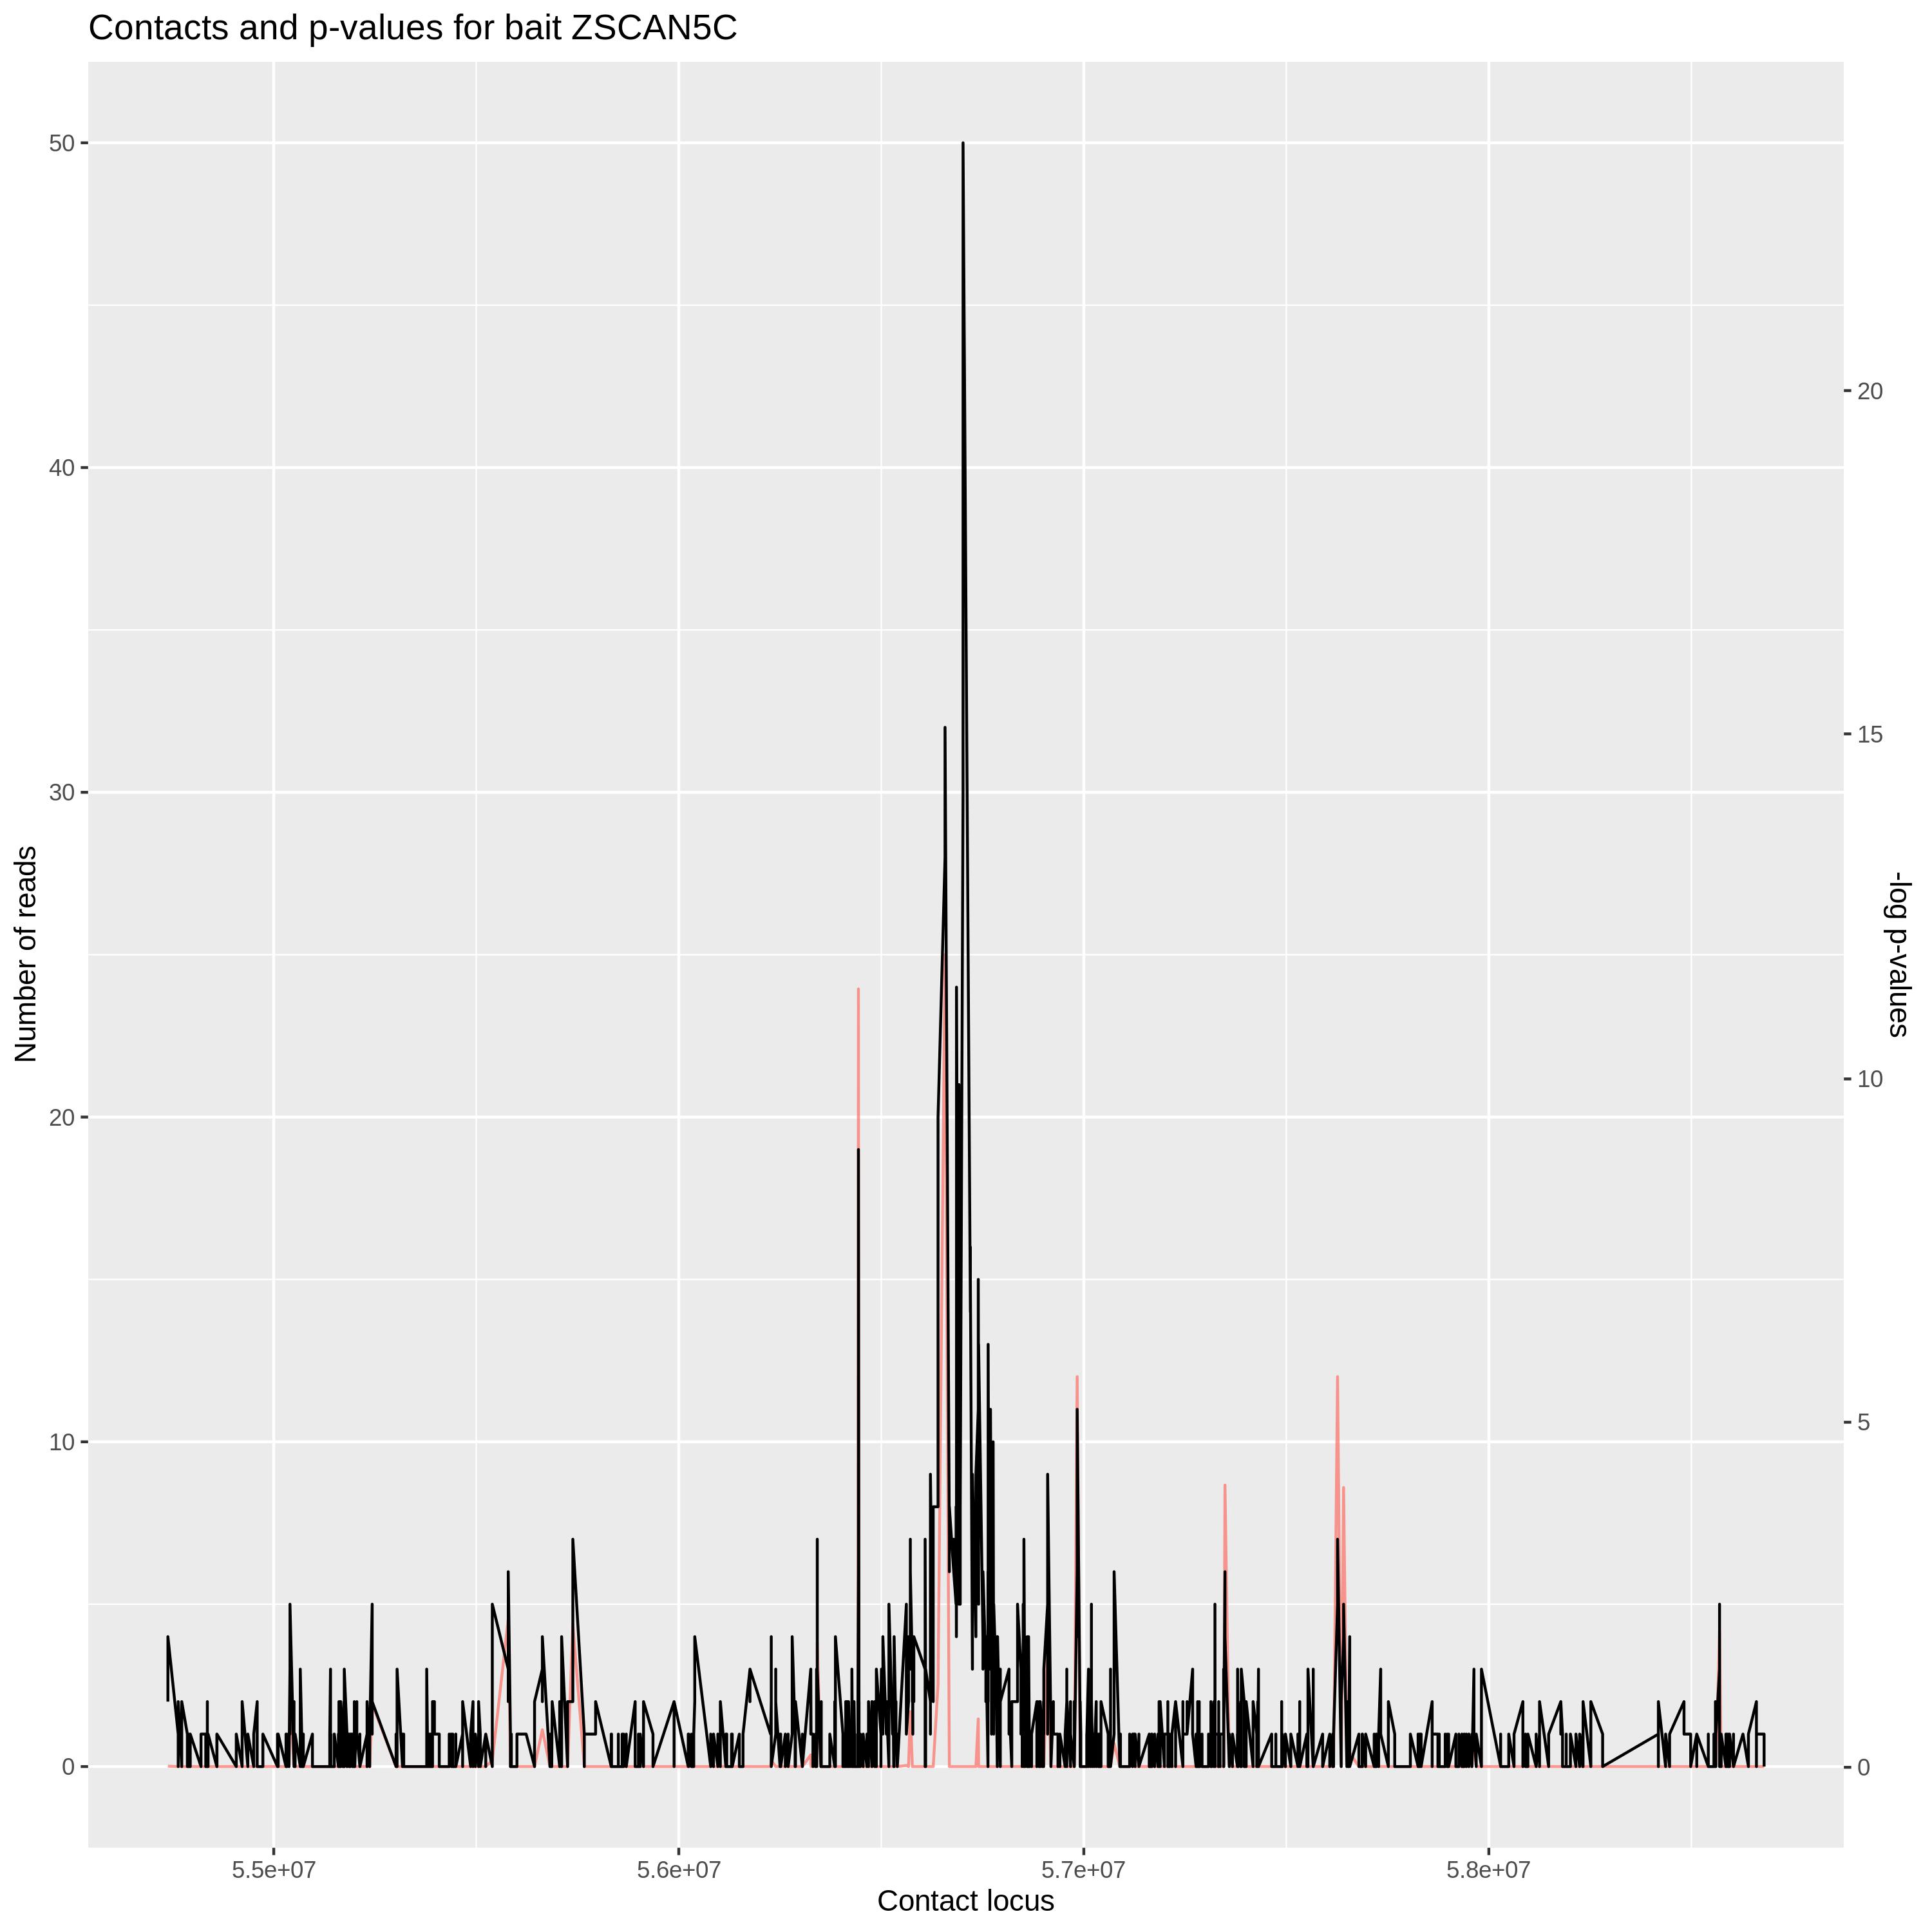 Contacts and p-values for bait ZSCAN5C
50
40
30
20
10
0
Number of reads
20
15
10
5
0
-log p-values
5.5e+07 5.6e+07 5.7e+07 5.8e+07
Contact locus